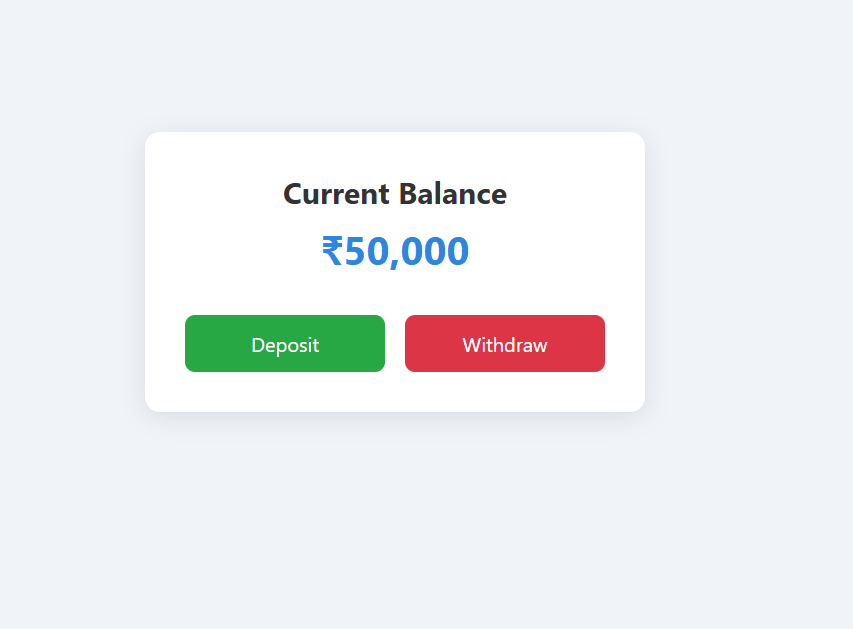 Current Balance
₹50,000
Deposit
Withdraw